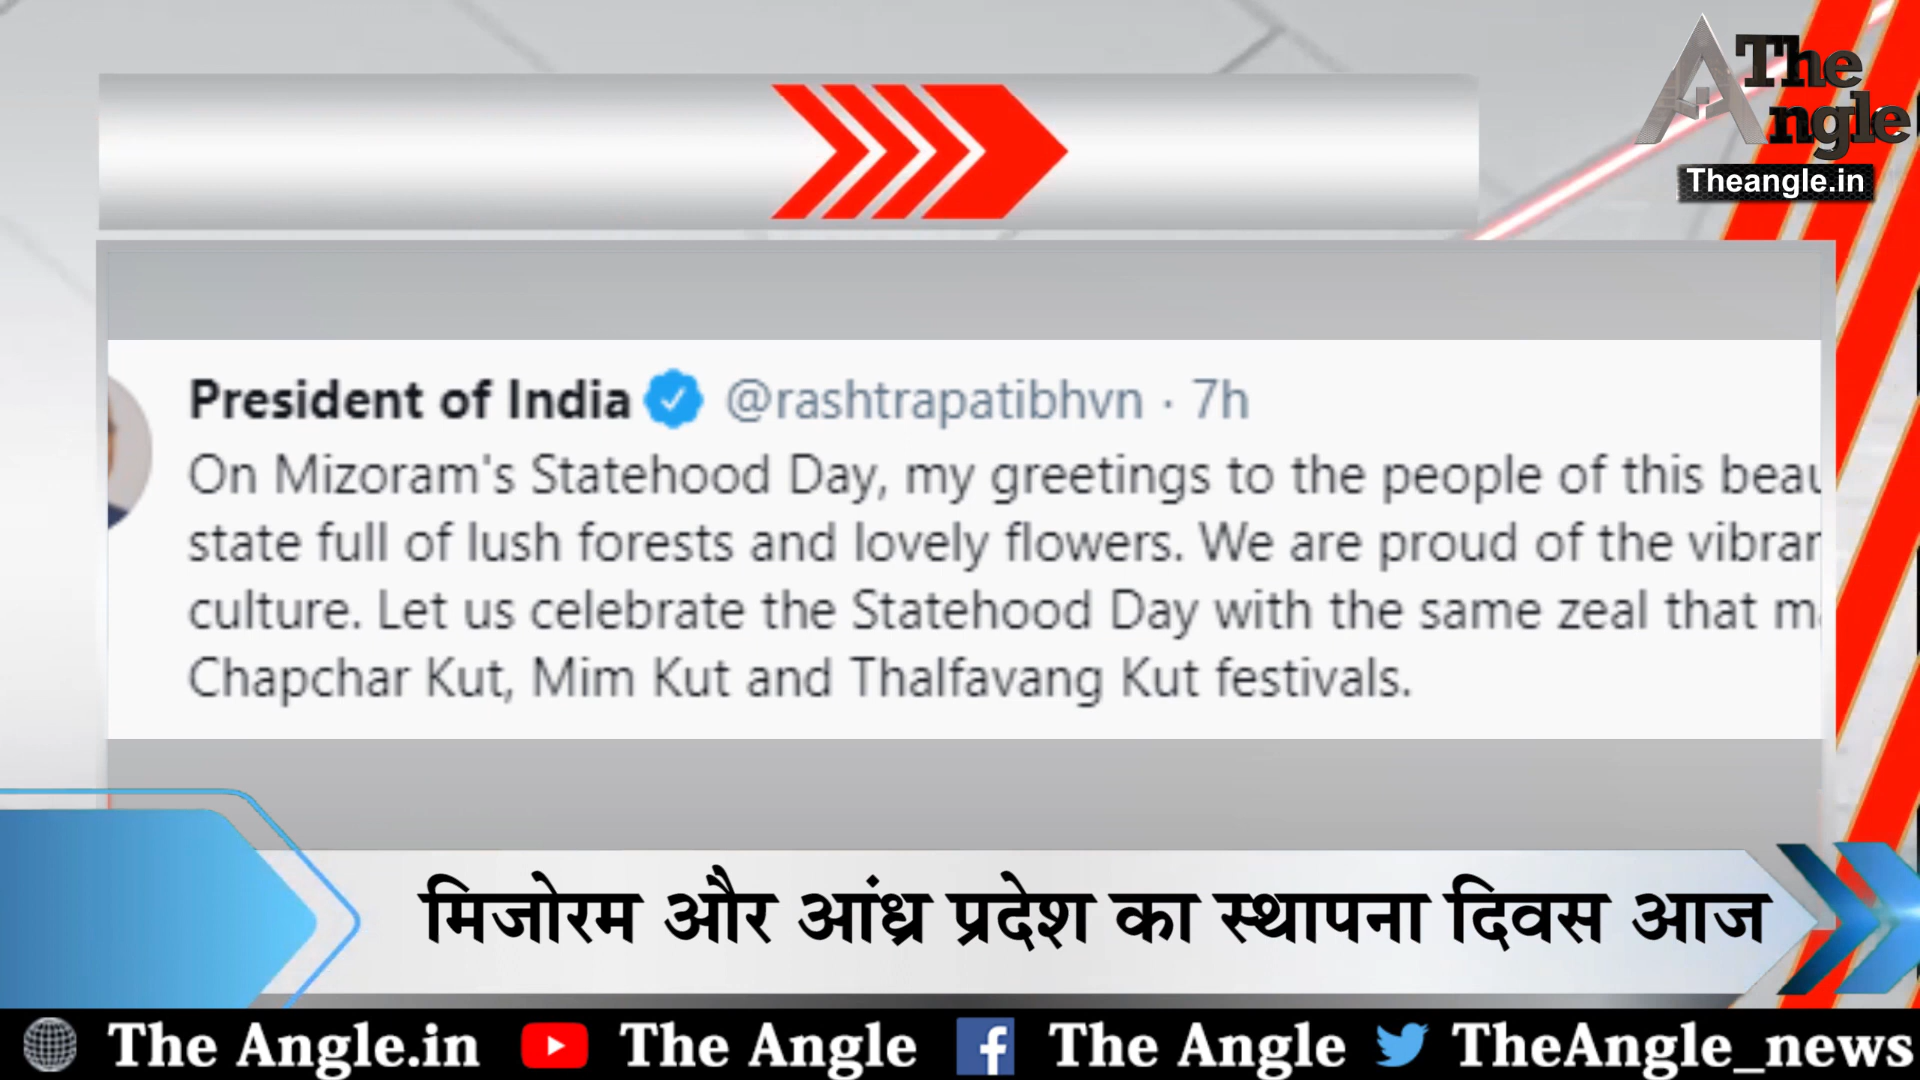 The
Angle
Theangle.in
President of India @rashtrapatibhvn · 7h
On Mizoram's Statehood Day, my greetings to the people of this
state full of lush forests and lovely flowers. We are proud of the
culture. Let us celebrate the Statehood Day with the same zeal that
Chapchar Kut, Mim Kut and Thalfavang Kut festivals.
मिजोरम और आंध्र प्रदेश का स्थापना दिवस आज
The Angle.in The Angle The Angle TheAngle_news